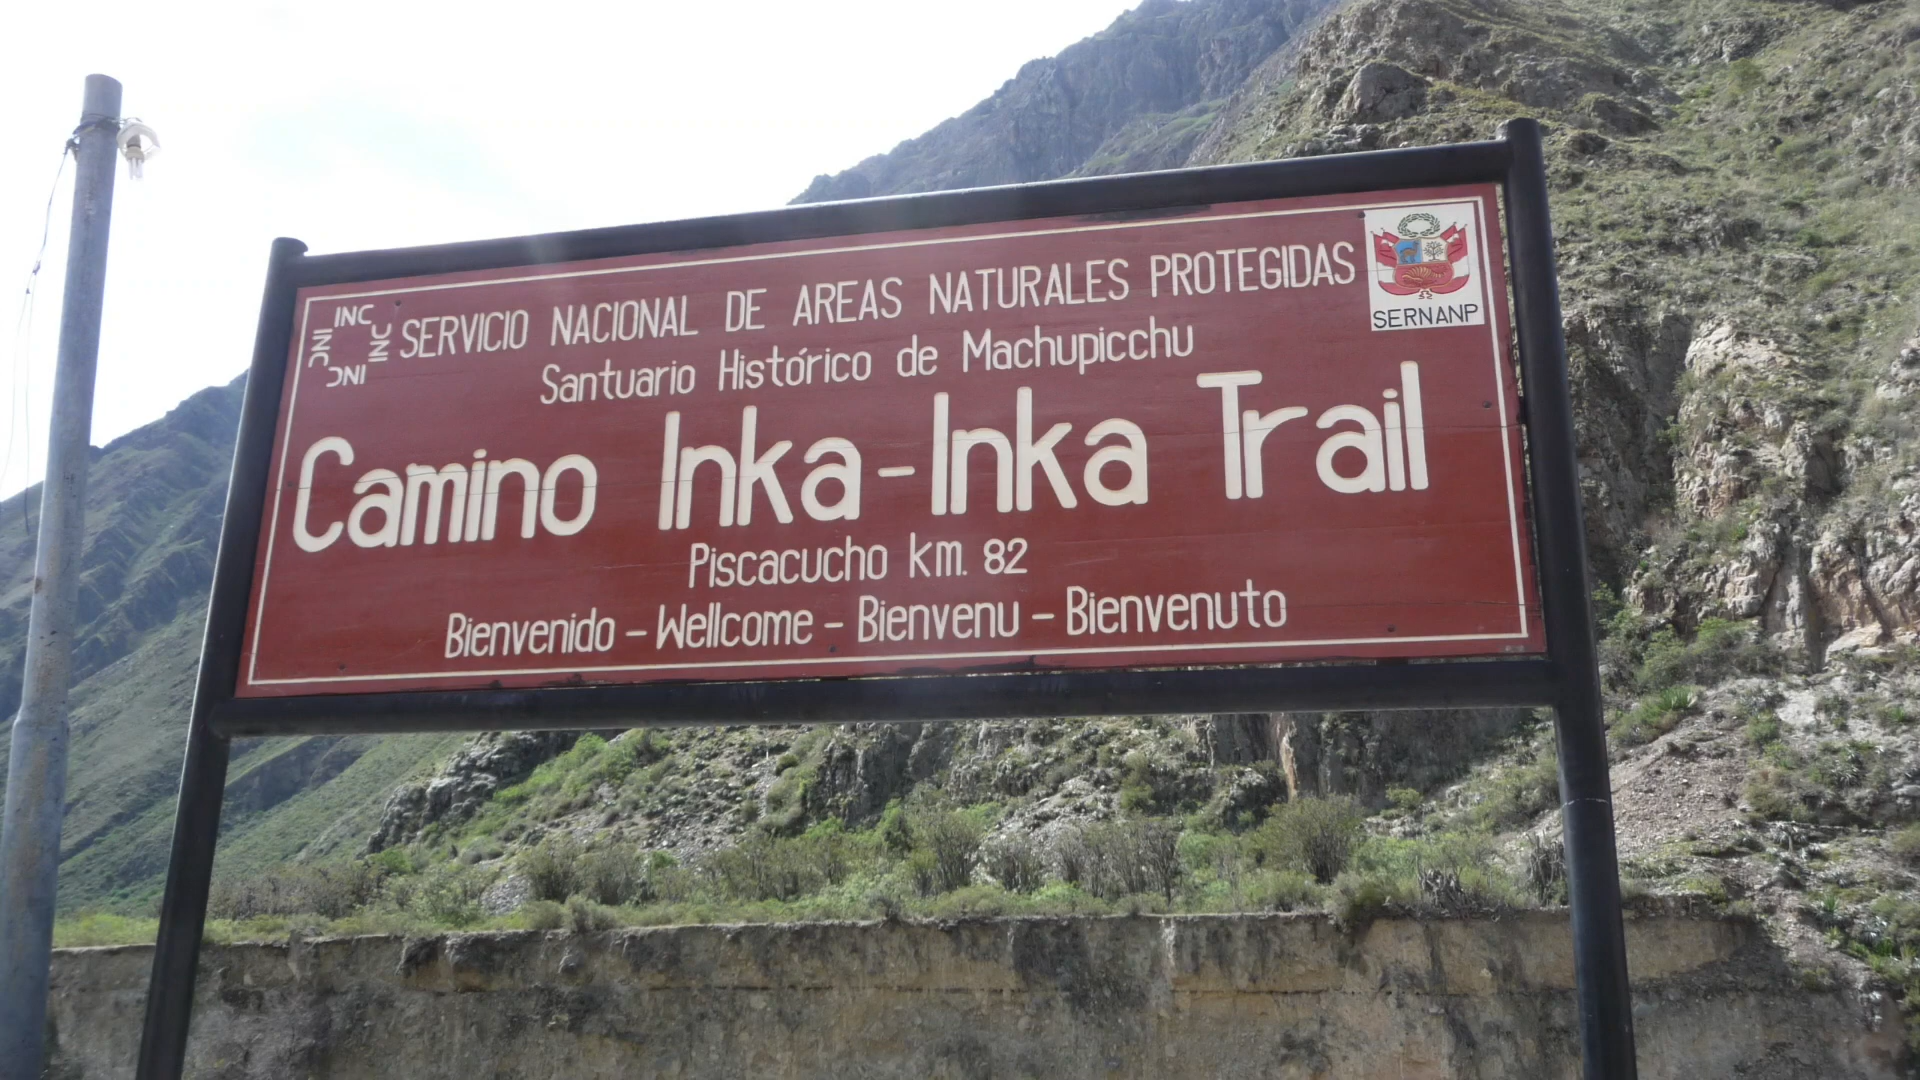 INC INC INC INC
SERVICIO NACIONAL DE AREAS NATURALES PROTEGIDAS
SERNANP
Santuario Histórico de Machupicchu
Camino Inka - Inka Trail
Piscacucho km. 82
Bienvenido - Wellcome - Bienvenu - Bienvenuto